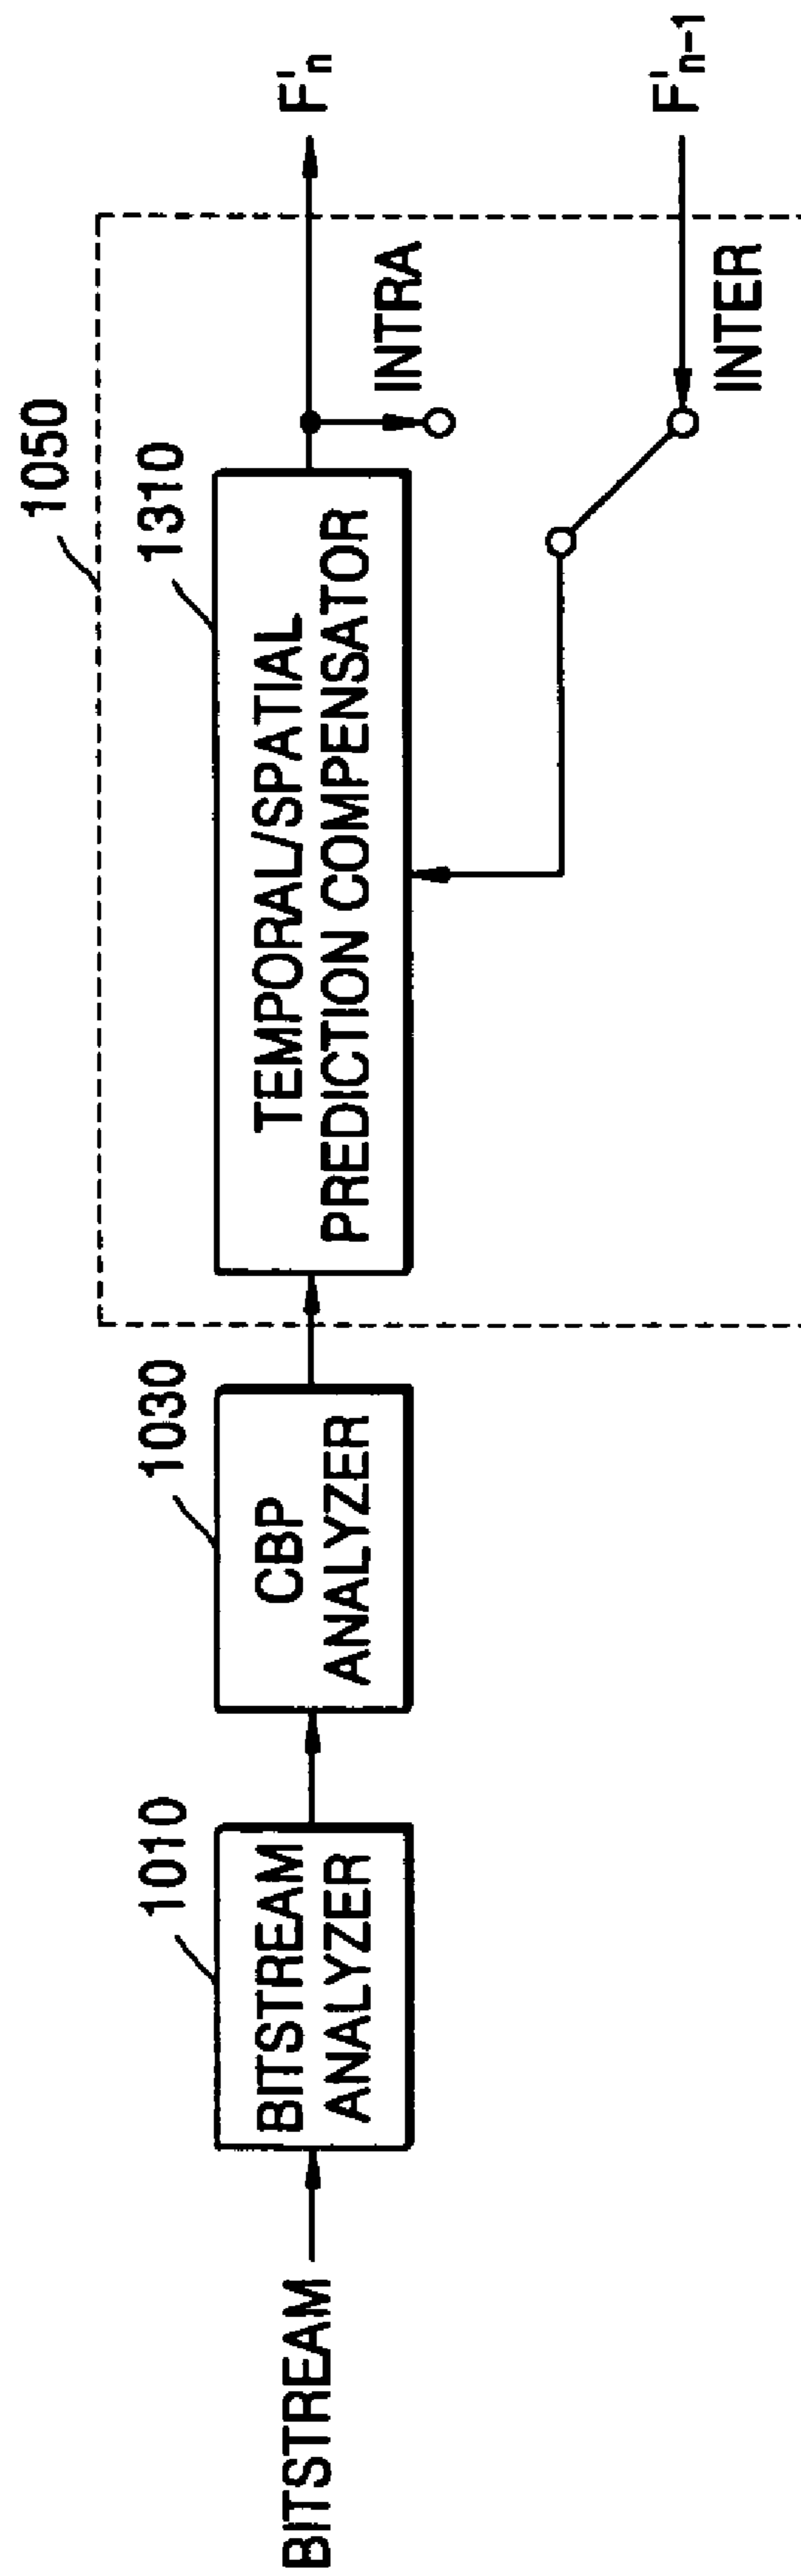 1050
BITSTREAM
1010
BITSTREAM
ANALYZER
1030
CBP
ANALYZER
1310
TEMPORAL/SPATIAL
PREDICTION COMPENSATOR
INTRA
F'n
INTER
F'n-1